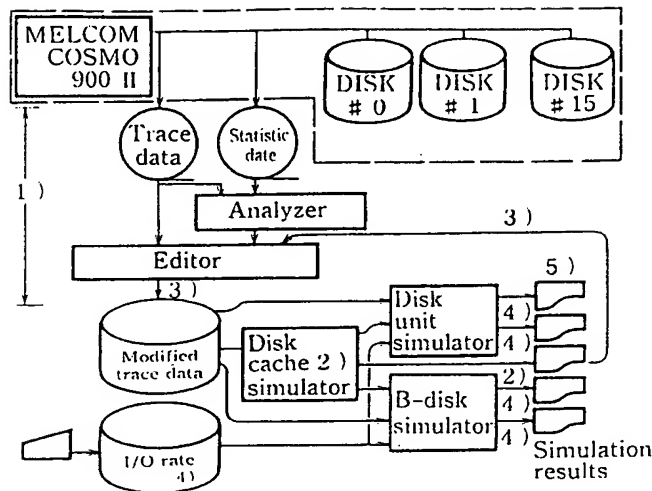 MELCOM
COSMO
900 II
DISK
# 0
DISK
# 1
DISK
# 15
Trace
data
Statistic
date
1 )
Analyzer
3 )
Editor
3 )
5 )
Disk
unit
simulator
4 )
4 )
Modified
trace data
Disk
cache 2 )
simulator
2 )
B-disk
simulator
4 )
4 )
I/O rate
4 )
Simulation
results